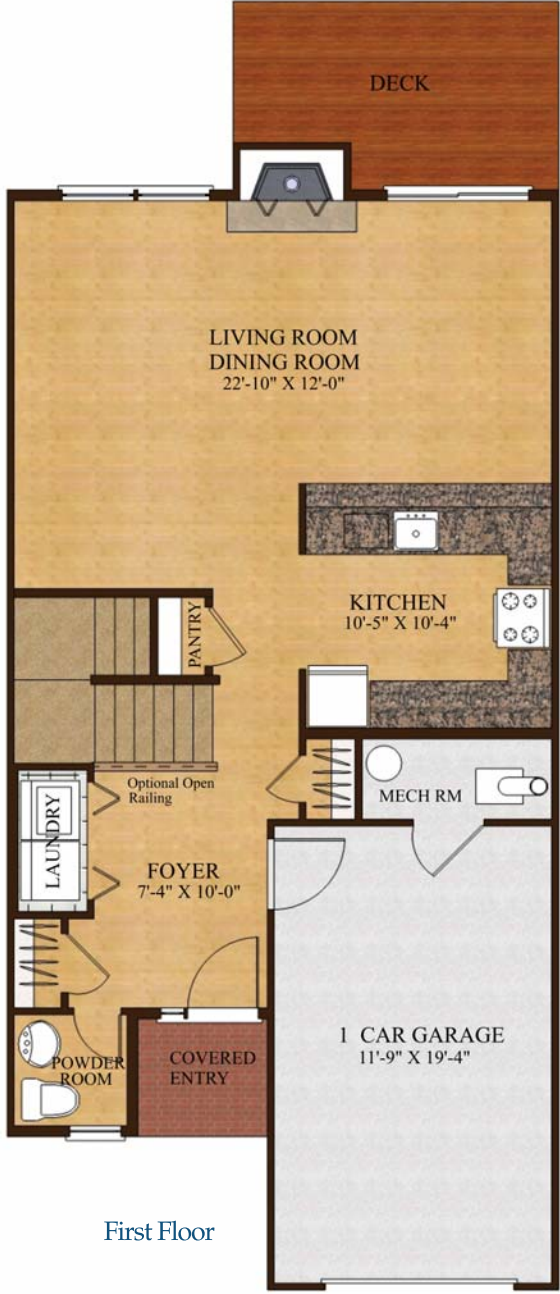 DECK
LIVING ROOM
DINING ROOM
22'-10" X 12'-0"
KITCHEN
10'-5" X 10'-4"
PANTRY
Optional Open
Railing
MECH RM
LAUNDRY
FOYER
7'-4" X 10'-0"
1 CAR GARAGE
11'-9" X 19'-4"
POWDER
ROOM
COVERED
ENTRY
First Floor